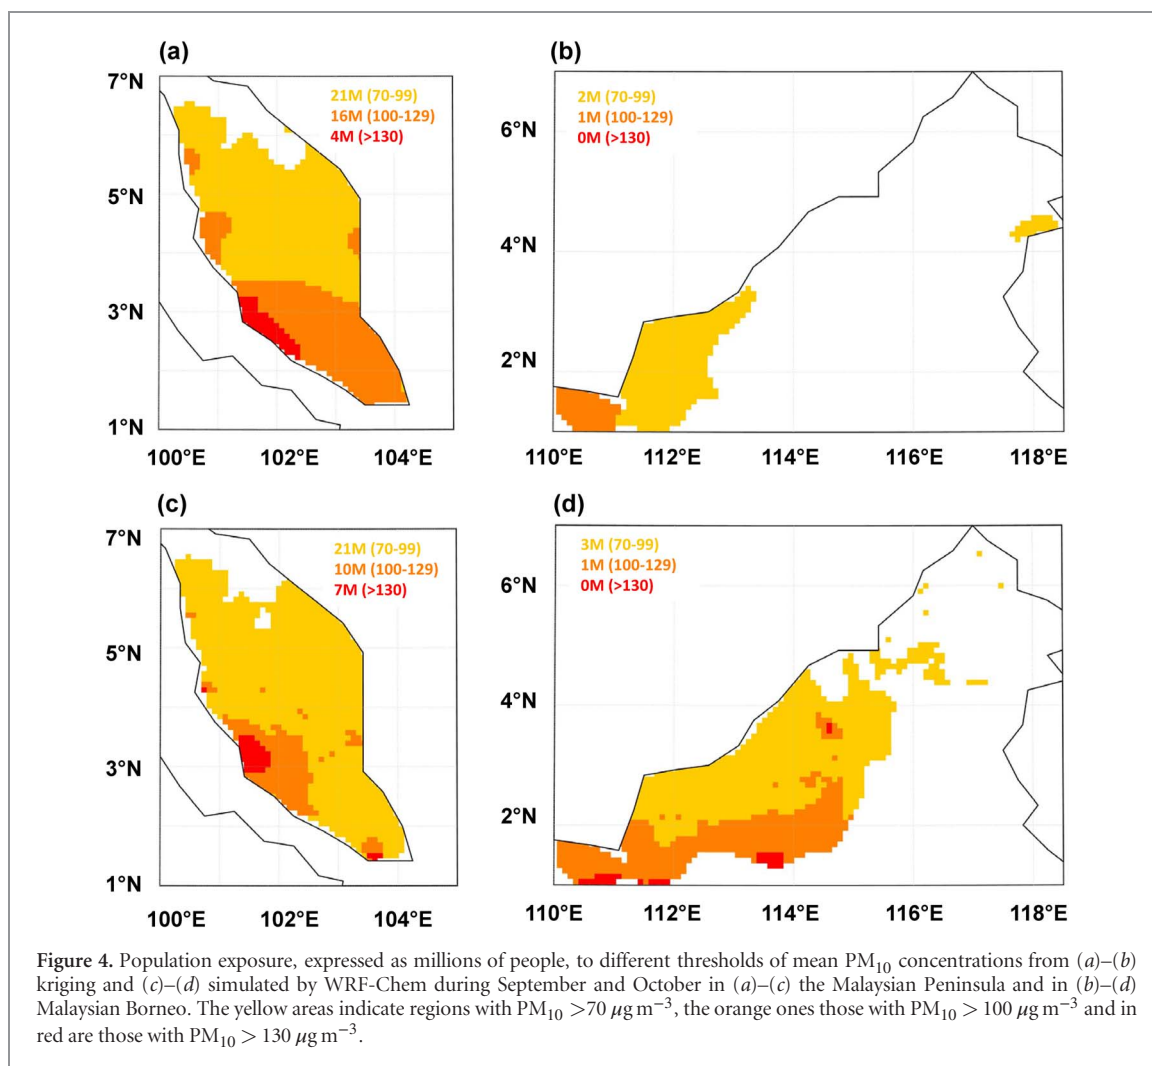 (a)
(b)
7°N
5°N
3°N
1°N
21M (70-99)
16M (100-129)
4M (>130)
100°E 102°E 104°E
6°N
4°N
2°N
2M (70-99)
1M (100-129)
0M (>130)
110°E 112°E 114°E 116°E 118°E
(c)
(d)
7°N
5°N
3°N
1°N
21M (70-99)
10M (100-129)
7M (>130)
100°E 102°E 104°E
6°N
4°N
2°N
3M (70-99)
1M (100-129)
0M (>130)
110°E 112°E 114°E 116°E 118°E
Figure 4. Population exposure, expressed as millions of people, to different thresholds of mean PM₁₀ concentrations from (a)–(b)
kriging and (c)–(d) simulated by WRF-Chem during September and October in (a)–(c) the Malaysian Peninsula and in (b)–(d)
Malaysian Borneo. The yellow areas indicate regions with PM₁₀ >70 μg m⁻³, the orange ones those with PM₁₀ > 100 μg m⁻³ and in
red are those with PM₁₀ > 130 μg m⁻³.